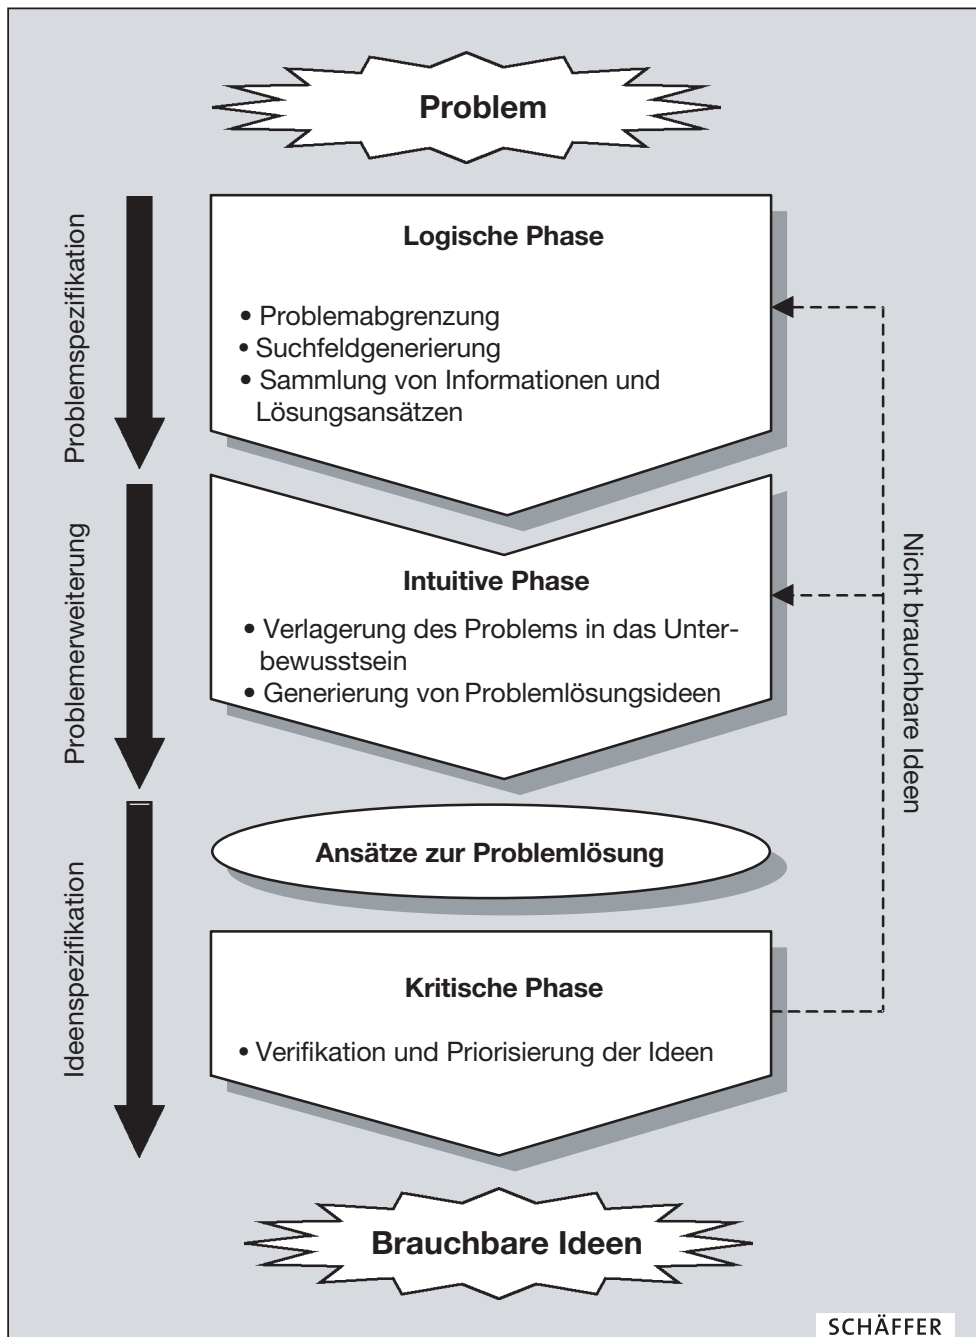 Problem
Problemspezifikation
Logische Phase
• Problemabgrenzung
• Suchfeldgenerierung
• Sammlung von Informationen und
Lösungsansätzen
Problemerweiterung
Intuitive Phase
• Verlagerung des Problems in das Unter-
bewusstsein
• Generierung von Problemlösungsideen
Nicht brauchbare Ideen
Ansätze zur Problemlösung
Ideenspezifikation
Kritische Phase
• Verifikation und Priorisierung der Ideen
Brauchbare Ideen
SCHÄFFER